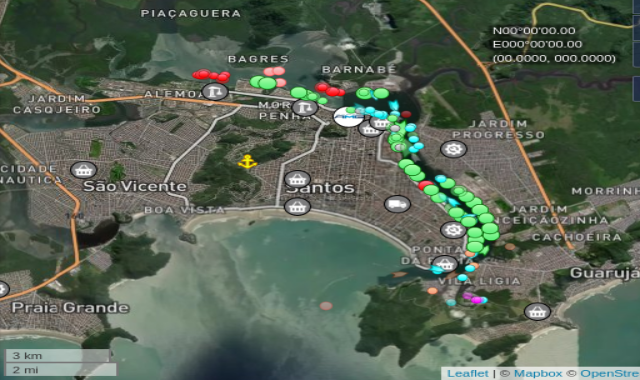 PIAÇAGUERA
N00°00'00.00
E000°00'00.00
(00.0000, 000.0000)
BAGRES
BARNABÉ
ALEMOA
JARDIM
CASQUEIRO
MOR
PENHA
JARDIM
PROGRESSO
CIDADE
NÁUTICA
São Vicente
Santos
MORRINH
BOA VISTA
JARDIM
CONCEIÇÃOZINHA
CACHOEIRA
PONTA
DA PRAIA
VILA LÍGIA
Guarujá
Praia Grande
3 km
2 mi
Leaflet | © Mapbox © OpenStre